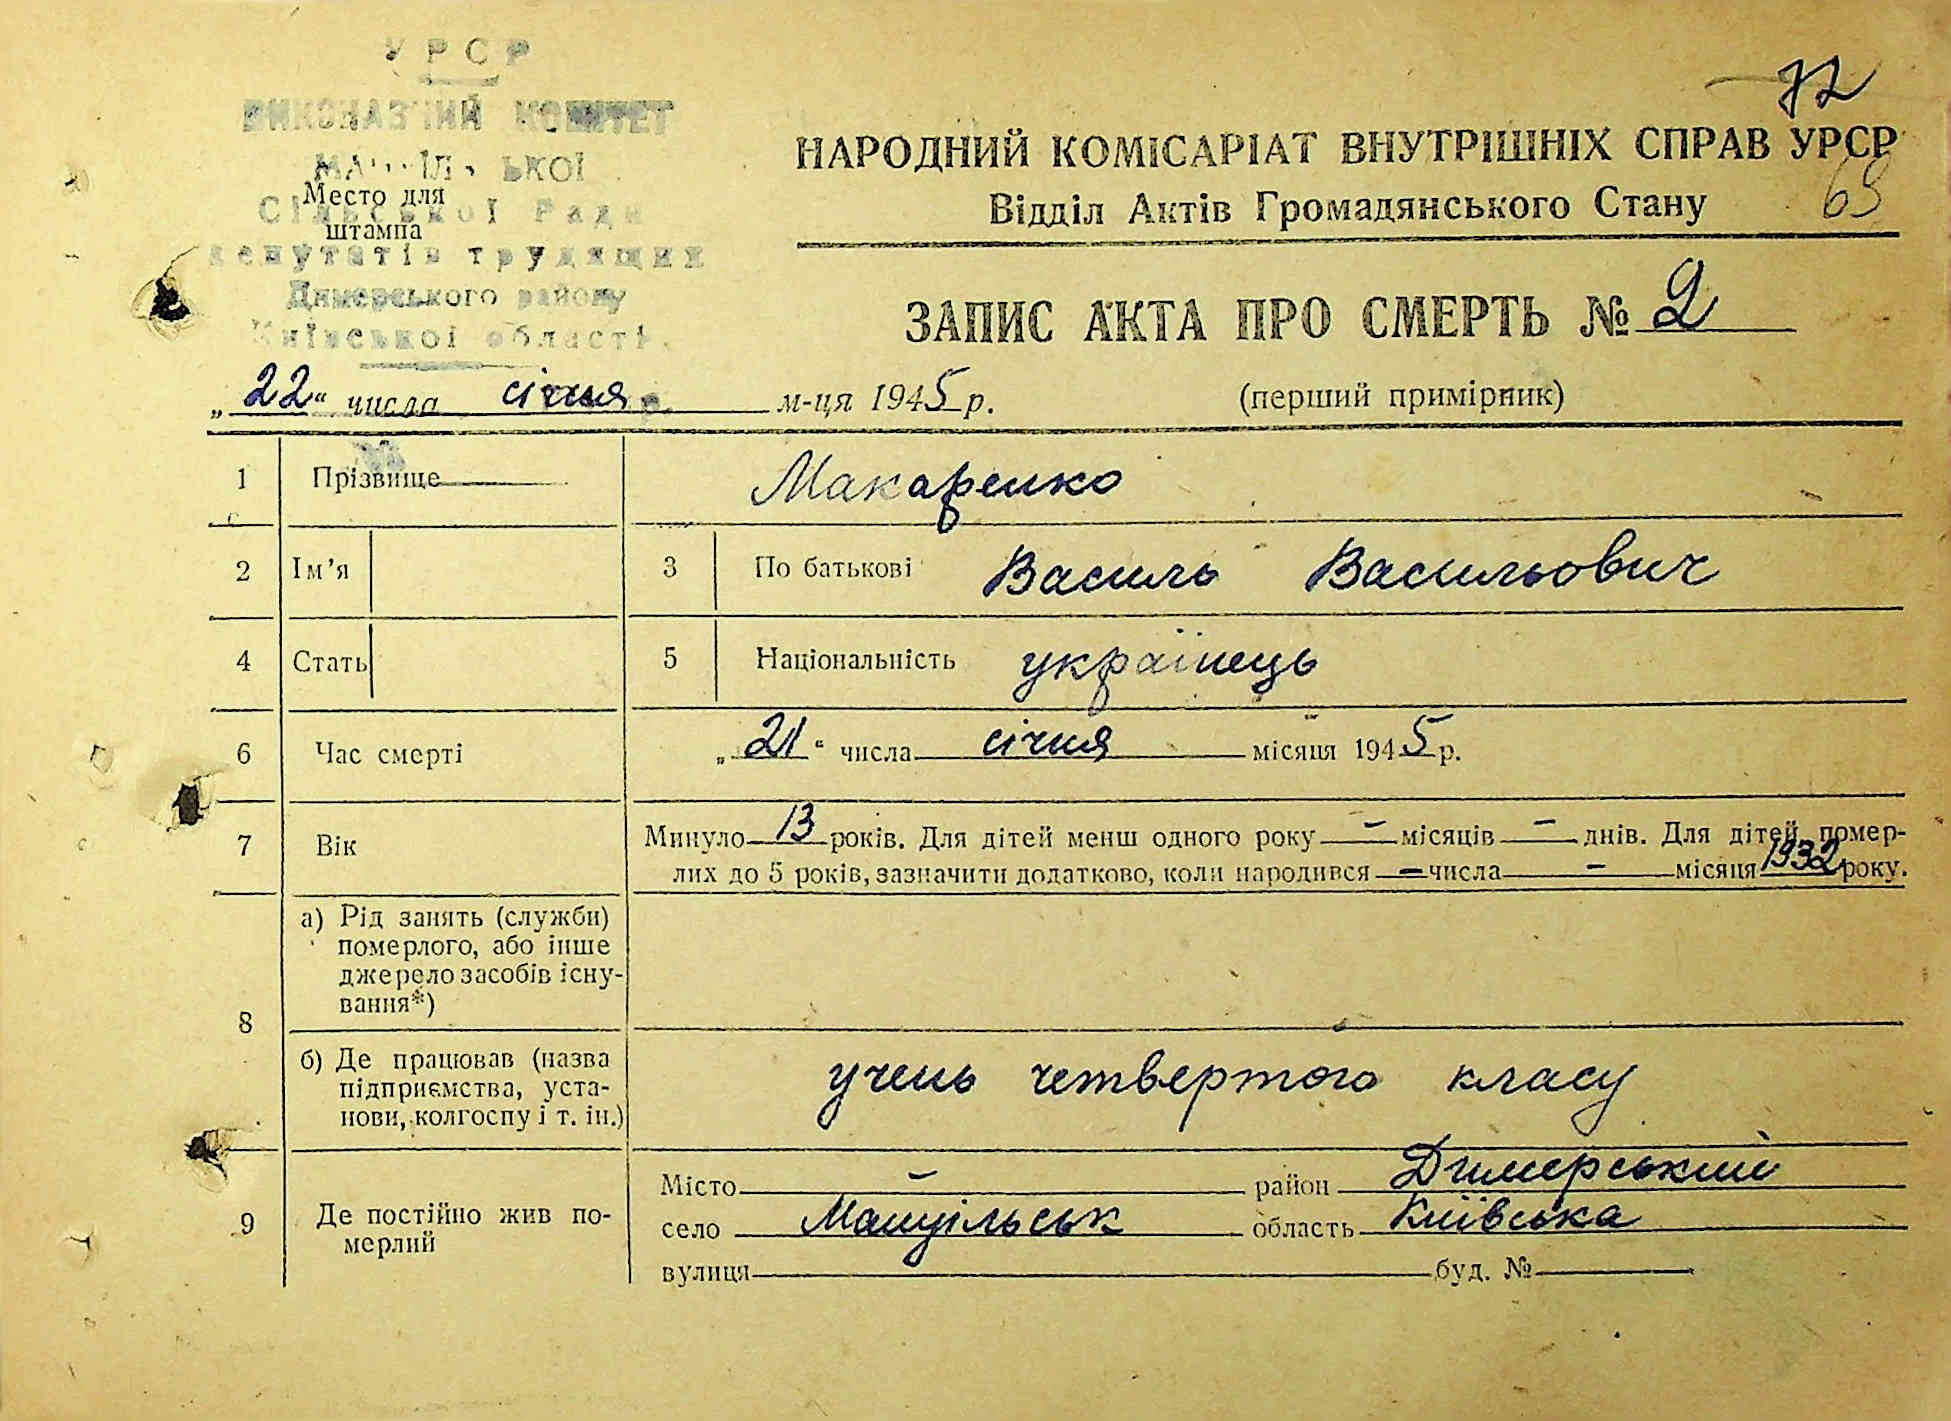 УРСР
ВИКОНАВЧИЙ КОМІТЕТ
Сільської Ради
депутатів трудящих
Димерського району
Київської області
Место для
штампа
72
69
НАРОДНИЙ КОМІСАРІАТ ВНУТРІШНІХ СПРАВ УРСР
Відділ Актів Громадянського Стану
ЗАПИС АКТА ПРО СМЕРТЬ № 2
„22“ числа січня м-ця 1945 р. (перший примірник)
1 Прізвище Макаренко
2 Ім’я 3 По батькові Василь Васильович
4 Стать 5 Національність українець
6 Час смерті „21“ числа січня місяця 1945 р.
7 Вік Минуло 13 років. Для дітей менш одного року — місяців — днів. Для дітей помер-
лих до 5 років, зазначити додатково, коли народився — числа — місяця 1932 року.
8 а) Рід занять (служби)
померлого, або інше
джерело засобів існу-
вання*)
б) Де працював (назва
підприємства, уста-
нови, колгоспу і т. ін.)
учень четвертого класу
9 Де постійно жив по-
мерлий
Місто — район Димерський
село область Київська
вулиця буд. №